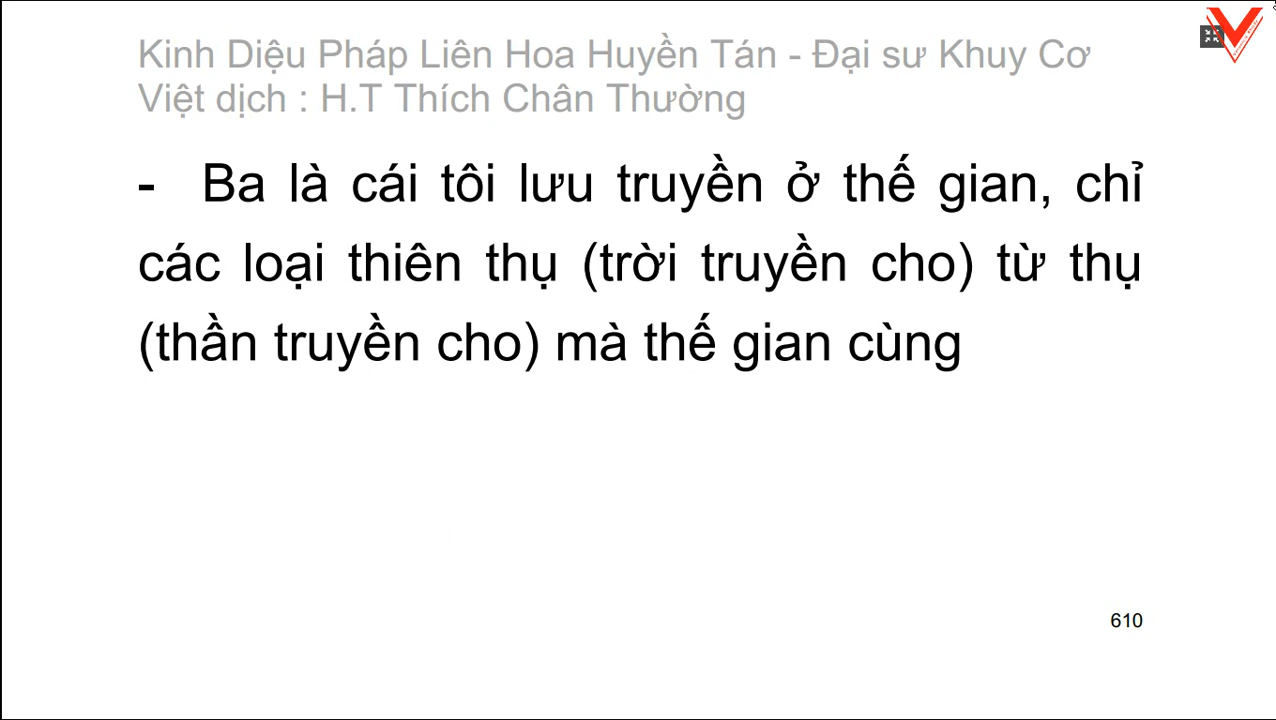 Kinh Diệu Pháp Liên Hoa Huyền Tán - Đại sư Khuy Cơ
Việt dịch : H.T Thích Chân Thường
- Ba là cái tôi lưu truyền ở thế gian, chỉ
các loại thiên thụ (trời truyền cho) từ thụ
(thần truyền cho) mà thế gian cùng
610